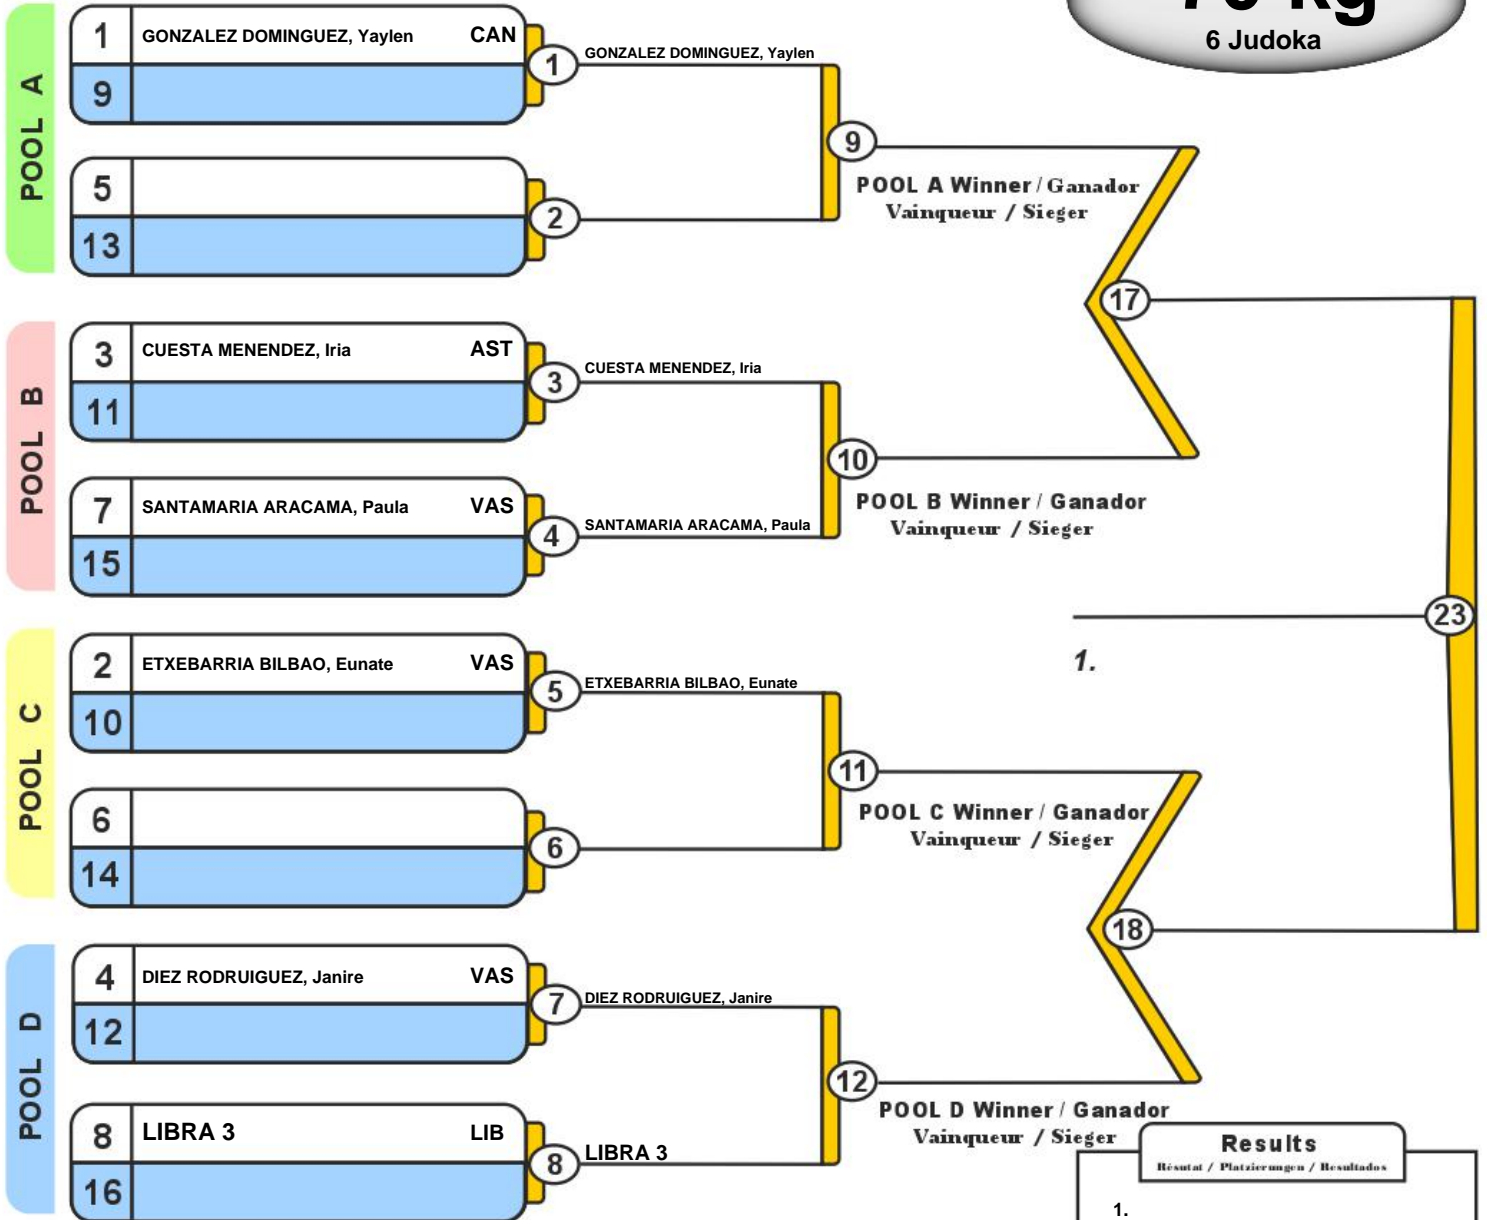 70 kg
6 Judoka
POOL A
1 GONZALEZ DOMINGUEZ, Yaylen CAN
9
1
GONZALEZ DOMINGUEZ, Yaylen
5
13
2
9
POOL A Winner / Ganador
Vainqueur / Sieger
17
POOL B
3 CUESTA MENENDEZ, Iria AST
11
3
CUESTA MENENDEZ, Iria
7 SANTAMARIA ARACAMA, Paula VAS
15
4
SANTAMARIA ARACAMA, Paula
10
POOL B Winner / Ganador
Vainqueur / Sieger
23
1.
POOL C
2 ETXEBARRIA BILBAO, Eunate VAS
10
5
ETXEBARRIA BILBAO, Eunate
6
14
6
11
POOL C Winner / Ganador
Vainqueur / Sieger
18
POOL D
4 DIEZ RODRUIGUEZ, Janire VAS
12
7
DIEZ RODRUIGUEZ, Janire
8 LIBRA 3 LIB
16
8
LIBRA 3
12
POOL D Winner / Ganador
Vainqueur / Sieger
Results
Résutat / Platzierungen / Resultados
1.